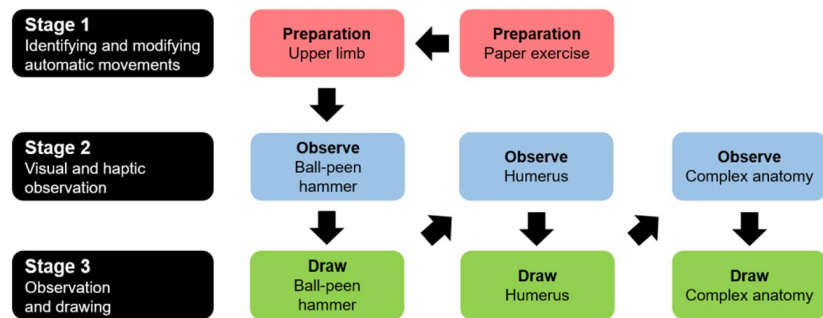 Stage 1
Identifying and modifying
automatic movements
Preparation
Upper limb
Preparation
Paper exercise
Stage 2
Visual and haptic
observation
Observe
Ball-peen
hammer
Observe
Humerus
Observe
Complex anatomy
Stage 3
Observation
and drawing
Draw
Ball-peen
hammer
Draw
Humerus
Draw
Complex anatomy